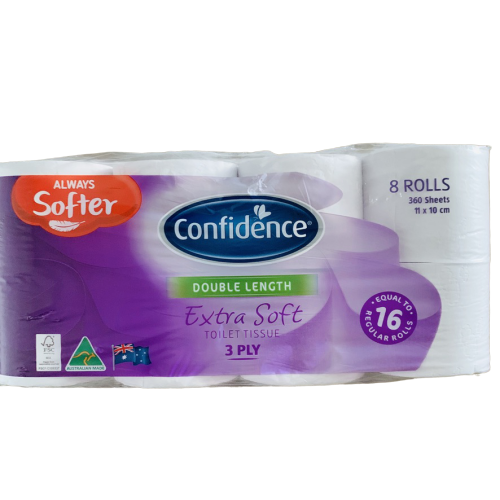 ALWAYS
Softer
Confidence
DOUBLE LENGTH
Extra Soft
TOILET TISSUE
3 PLY
8 ROLLS
360 Sheets
11 x 10 cm
EQUAL TO
16
REGULAR ROLLS
FSC
AUSTRALIAN MADE